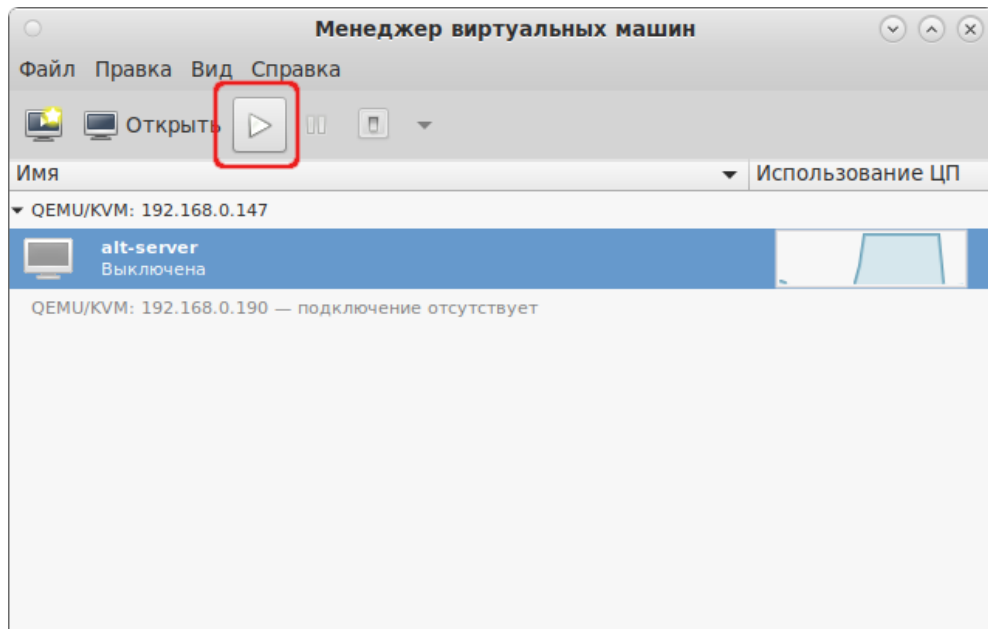 Менеджер виртуальных машин
Файл Правка Вид Справка
Открыть
Имя Использование ЦП
QEMU/KVM: 192.168.0.147
alt-server
Выключена
QEMU/KVM: 192.168.0.190 — подключение отсутствует